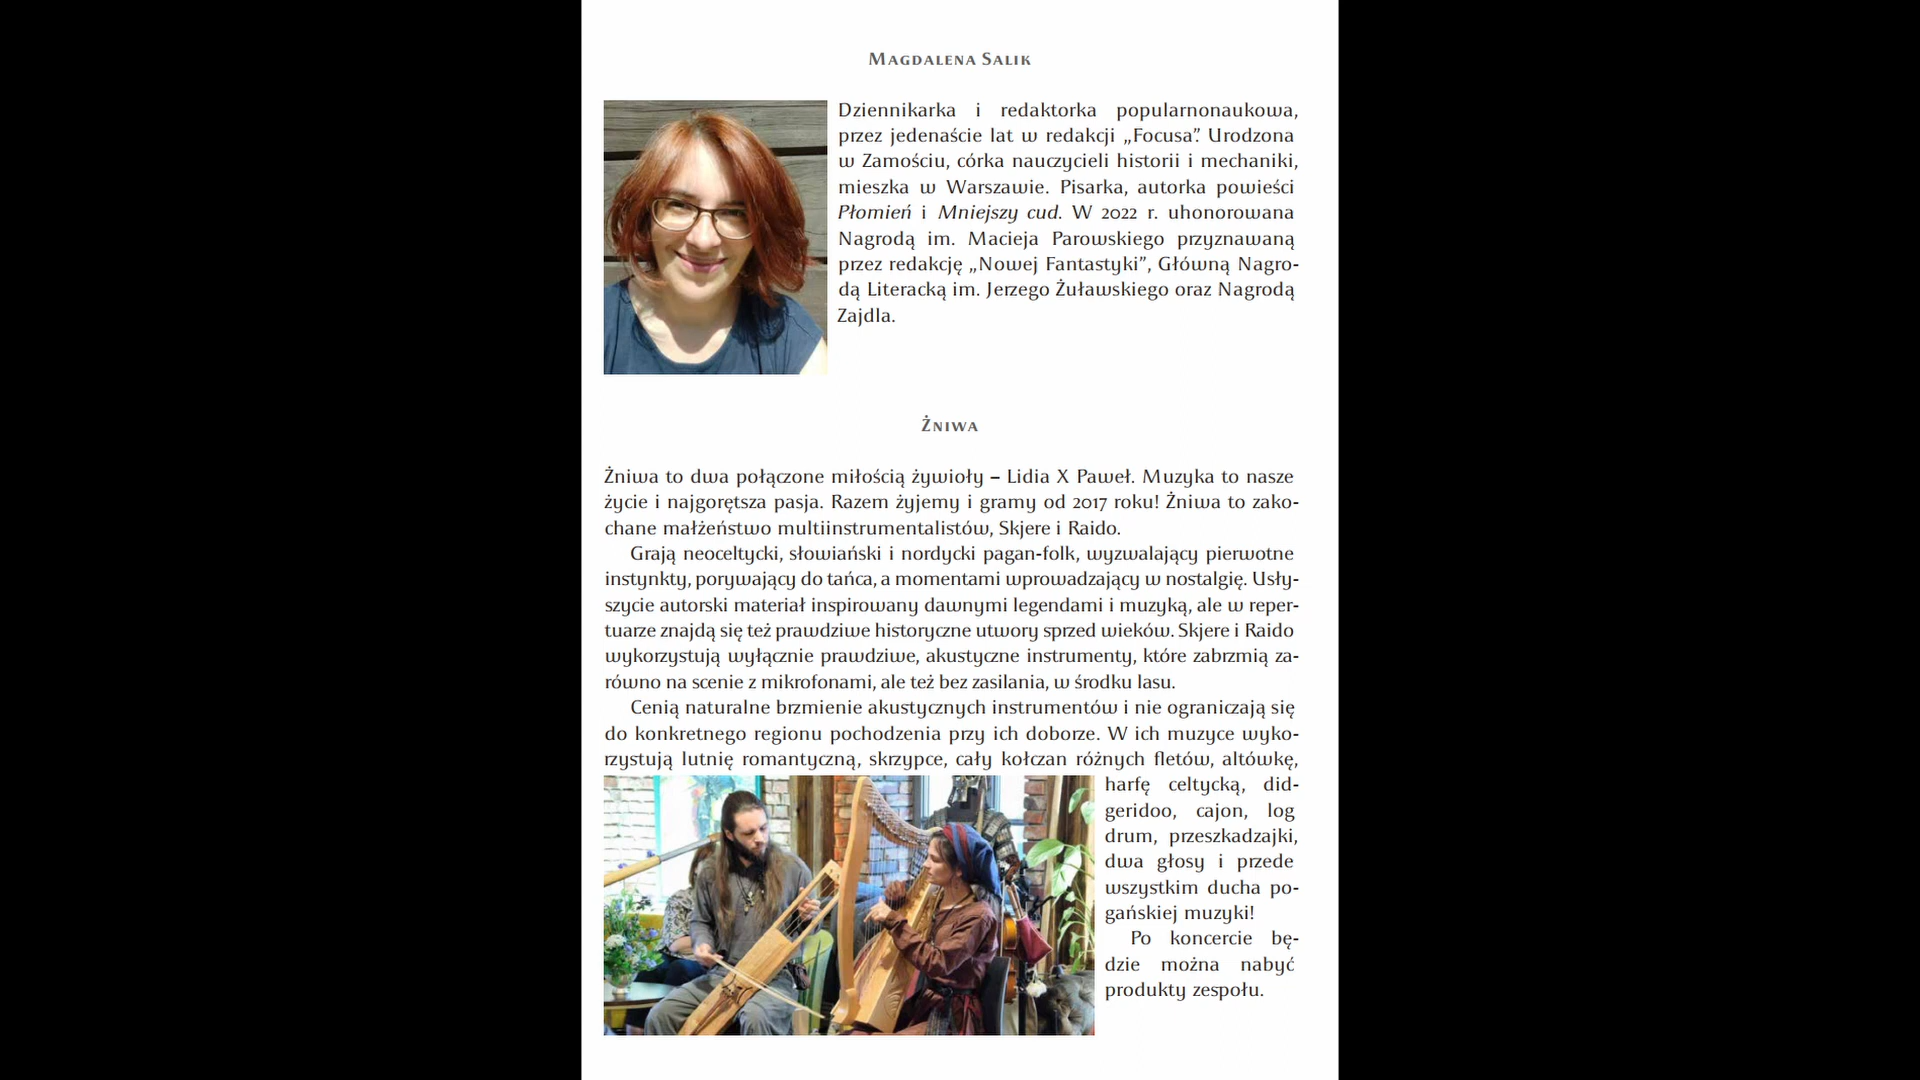 Magdalena Salik
Dziennikarka i redaktorka popularnonaukowa,
przez jedenaście lat w redakcji „Focusa”. Urodzona
w Zamościu, córka nauczycieli historii i mechaniki,
mieszka w Warszawie. Pisarka, autorka powieści
Płomień i Mniejszy cud. W 2022 r. uhonorowana
Nagrodą im. Macieja Parowskiego przyznawaną
przez redakcję „Nowej Fantastyki”, Główną Nagro-
dą Literacką im. Jerzego Żuławskiego oraz Nagrodą
Zajdla.
Żniwa
Żniwa to dwa połączone miłością żywioły – Lidia X Paweł. Muzyka to nasze
życie i najgorętsza pasja. Razem żyjemy i gramy od 2017 roku! Żniwa to zako-
chane małżeństwo multiinstrumentalistów, Skjere i Raido.
Grają neoceltycki, słowiański i nordycki pagan-folk, wyzwalający pierwotne
instynkty, porywający do tańca, a momentami wprowadzający w nostalgię. Usły-
szycie autorski materiał inspirowany dawnymi legendami i muzyką, ale w reper-
tuarze znajdą się też prawdziwe historyczne utwory sprzed wieków. Skjere i Raido
wykorzystują wyłącznie prawdziwe, akustyczne instrumenty, które zabrzmią za-
równo na scenie z mikrofonami, ale też bez zasilania, w środku lasu.
Cenią naturalne brzmienie akustycznych instrumentów i nie ograniczają się
do konkretnego regionu pochodzenia przy ich doborze. W ich muzyce wyko-
rzystują lutnię romantyczną, skrzypce, cały kołczan różnych fletów, altówkę,
harfę celtycką, did-
geridoo, cajon, log
drum, przeszkadzajki,
dwa głosy i przede
wszystkim ducha po-
gańskiej muzyki!
Po koncercie bę-
dzie można nabyć
produkty zespołu.